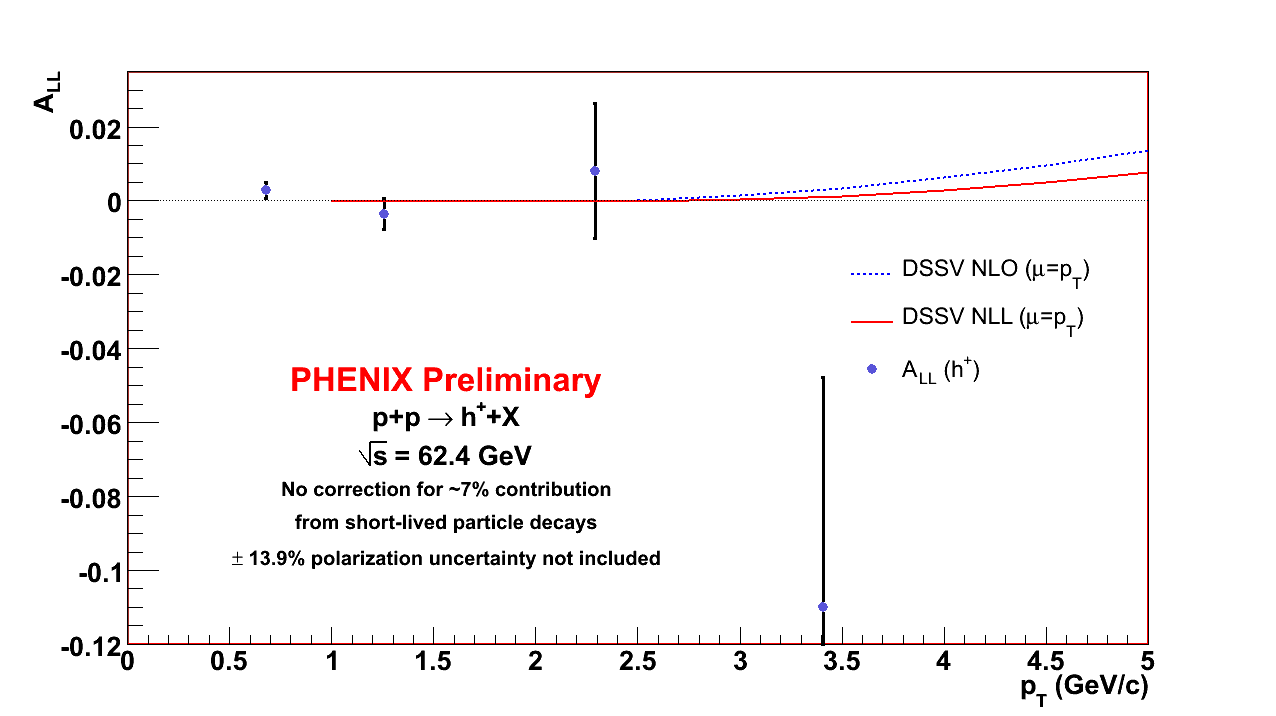 A_LL
0.02
0
-0.02
-0.04
-0.06
-0.08
-0.1
-0.12
DSSV NLO (μ=p_T)
DSSV NLL (μ=p_T)
A_LL (h⁺)
PHENIX Preliminary
p+p → h⁺+X
√s = 62.4 GeV
No correction for ~7% contribution
from short-lived particle decays
± 13.9% polarization uncertainty not included
0 0.5 1 1.5 2 2.5 3 3.5 4 4.5 5
p_T (GeV/c)